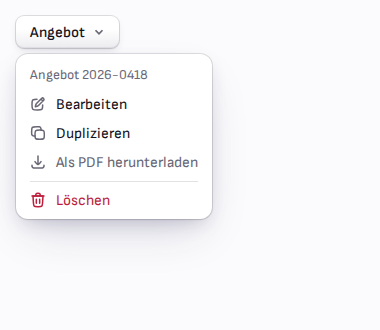 Angebot
Angebot 2026-0418
Bearbeiten
Duplizieren
Als PDF herunterladen
Löschen